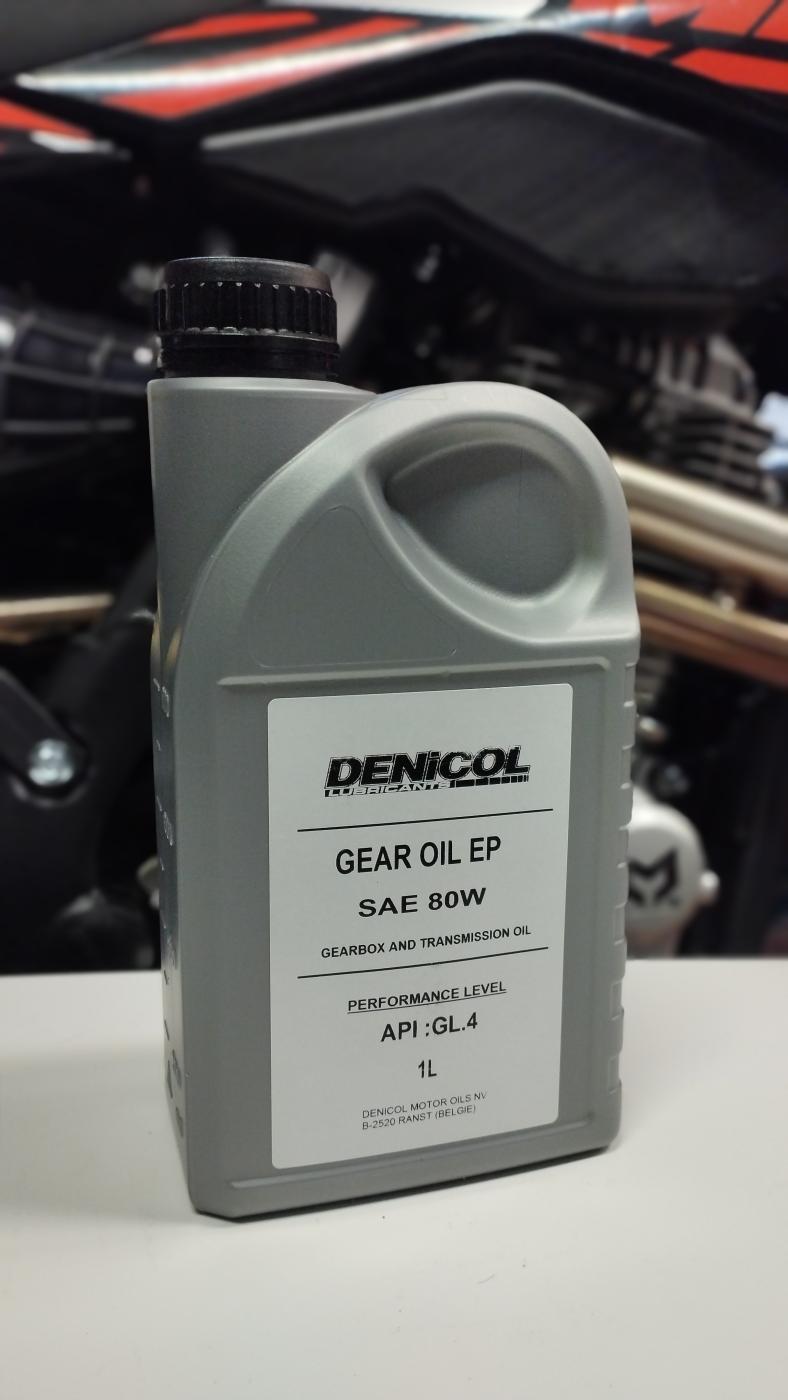 DENiCOL
LUBRICANTS
GEAR OIL EP
SAE 80W
GEARBOX AND TRANSMISSION OIL
PERFORMANCE LEVEL
API :GL.4
1L
DENICOL MOTOR OILS NV
B-2520 RANST (BELGIE)